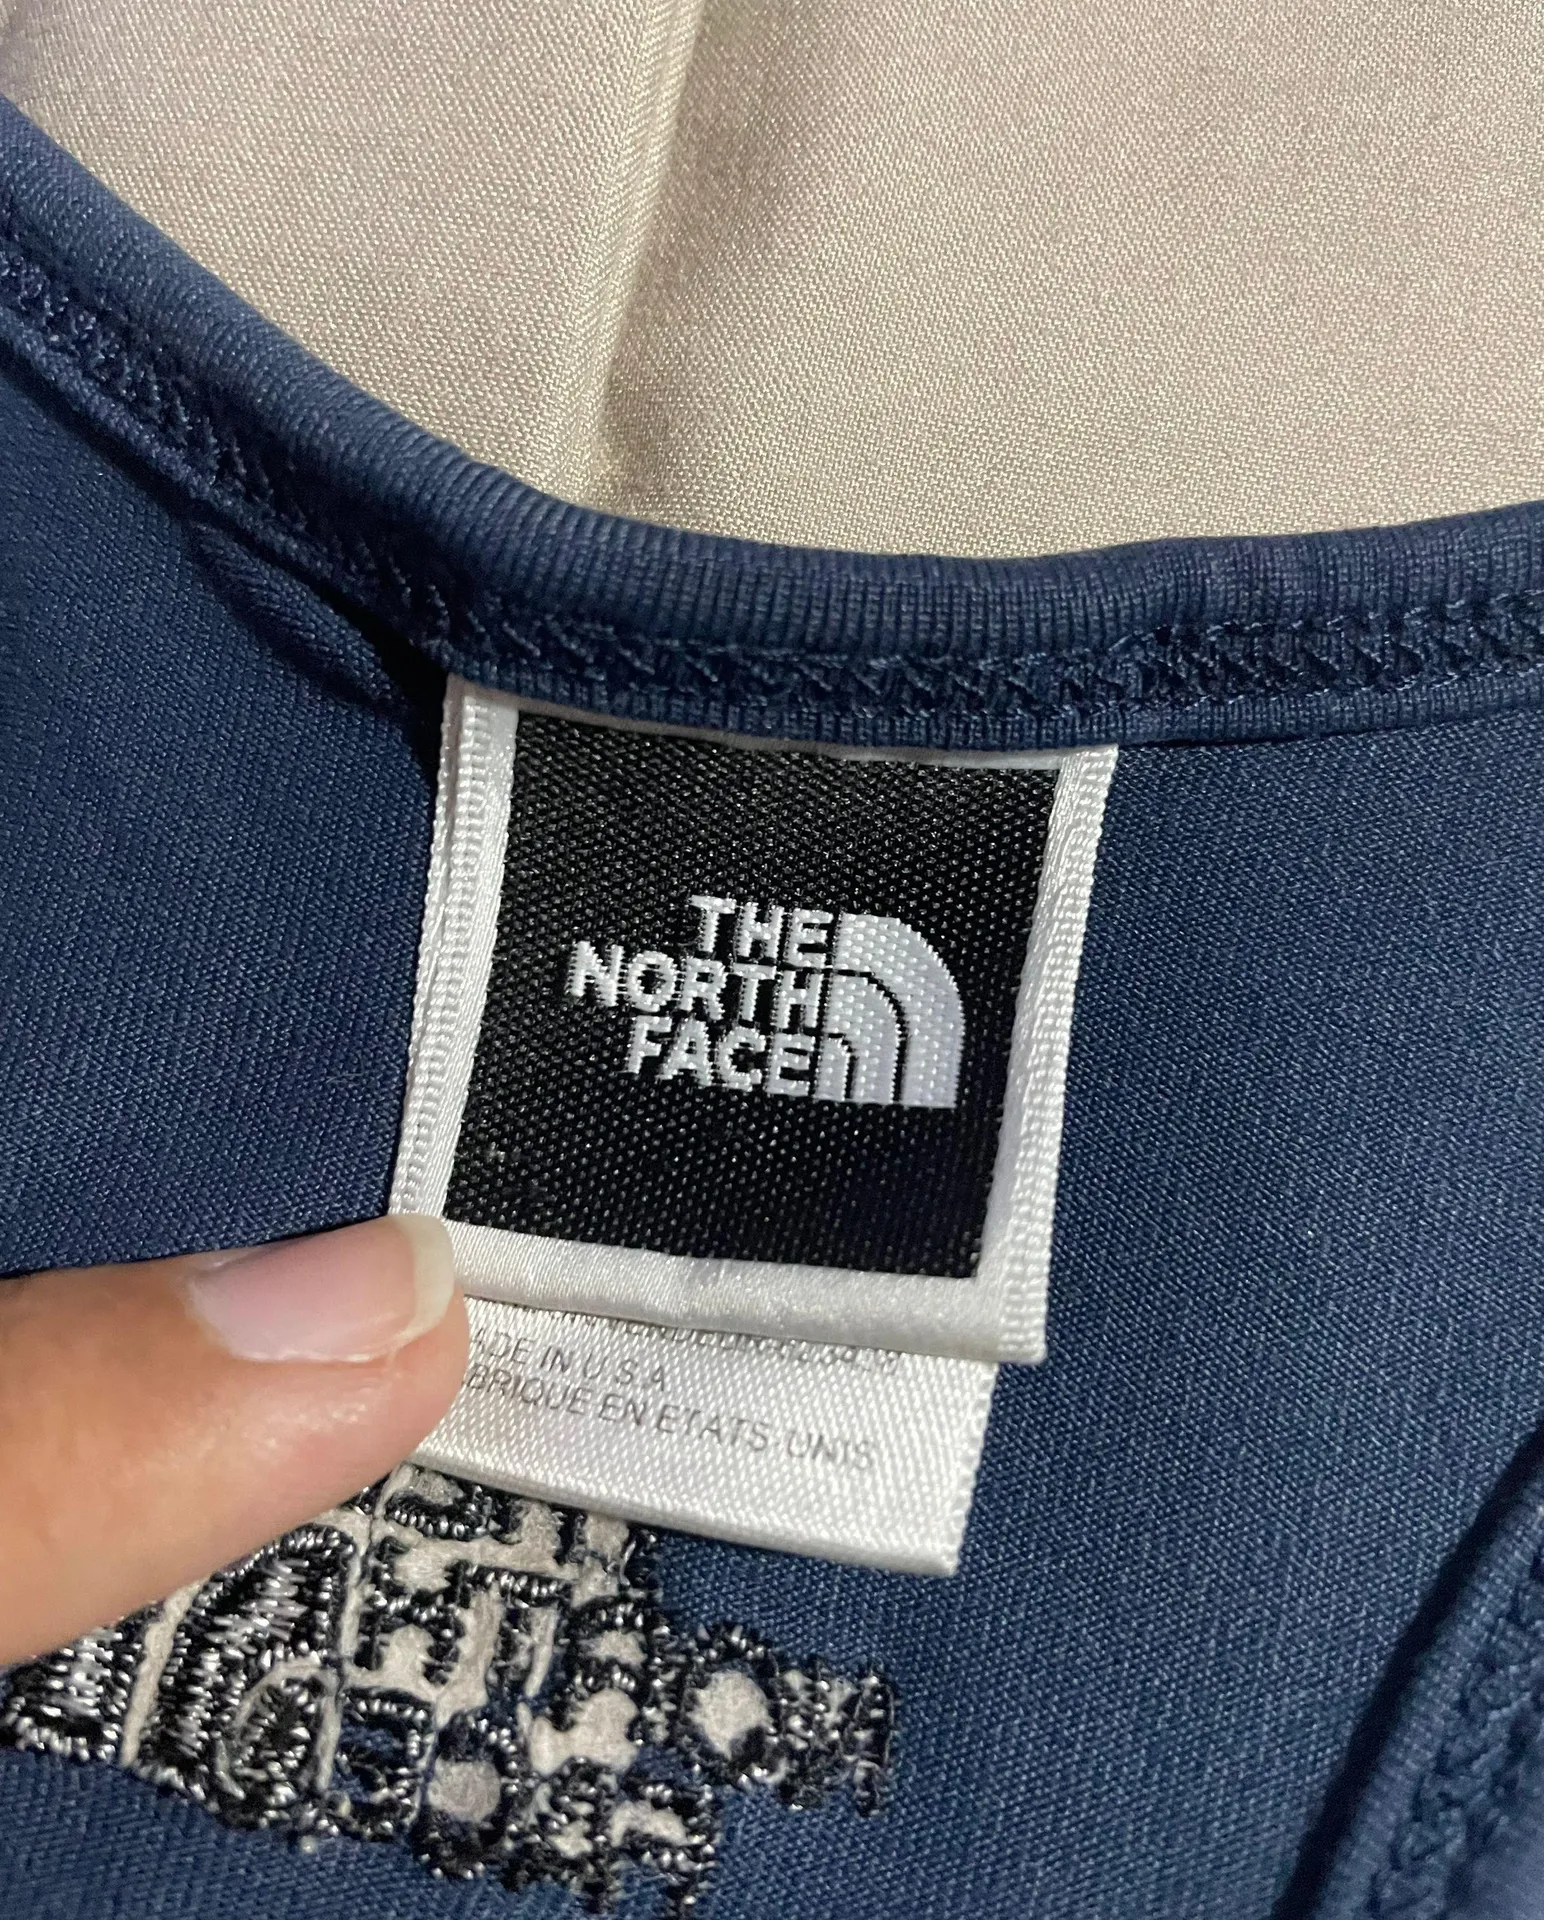 THE
NORTH
FACE
ADE IN U.S.A.
BRIQUE EN ETATS-UNIS